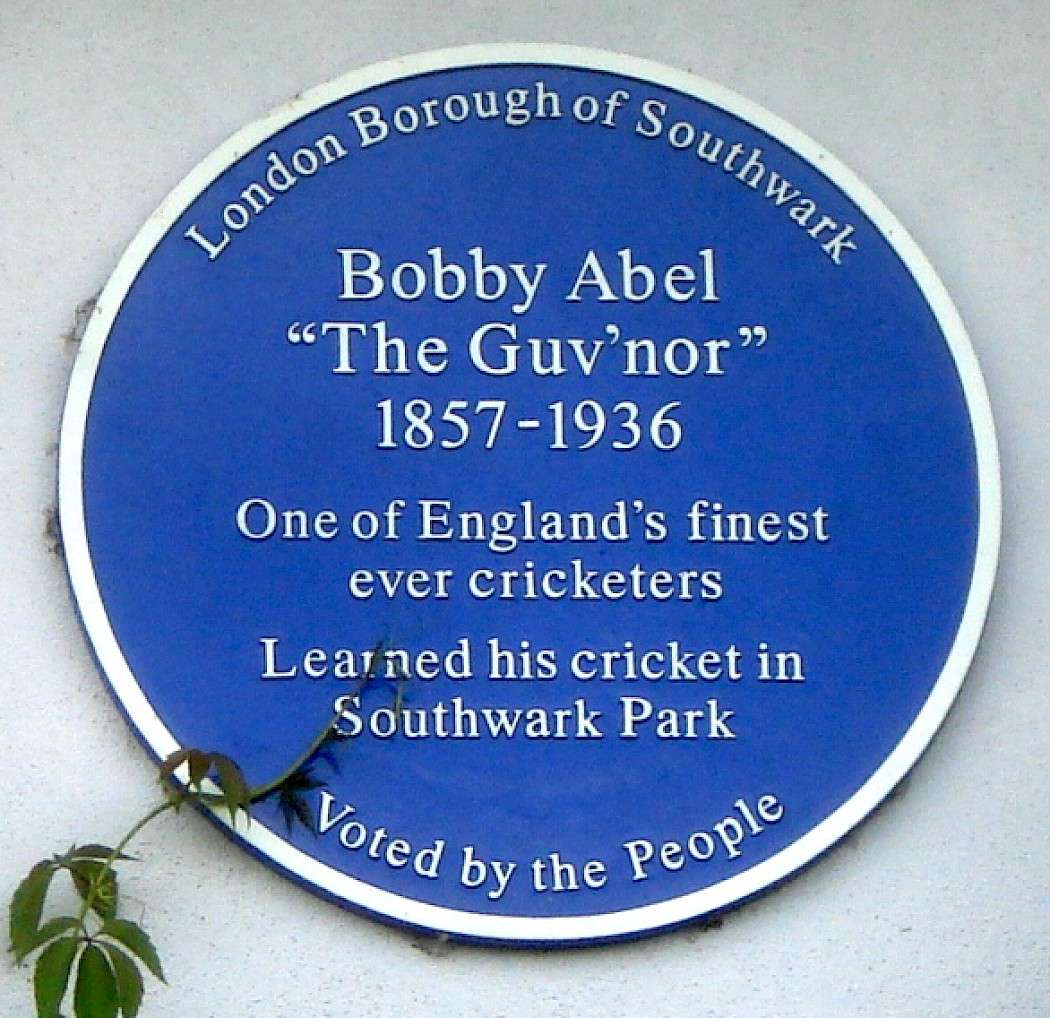 London Borough of Southwark
Bobby Abel
“The Guv’nor”
1857-1936
One of England’s finest
ever cricketers
Learned his cricket in
Southwark Park
Voted by the People